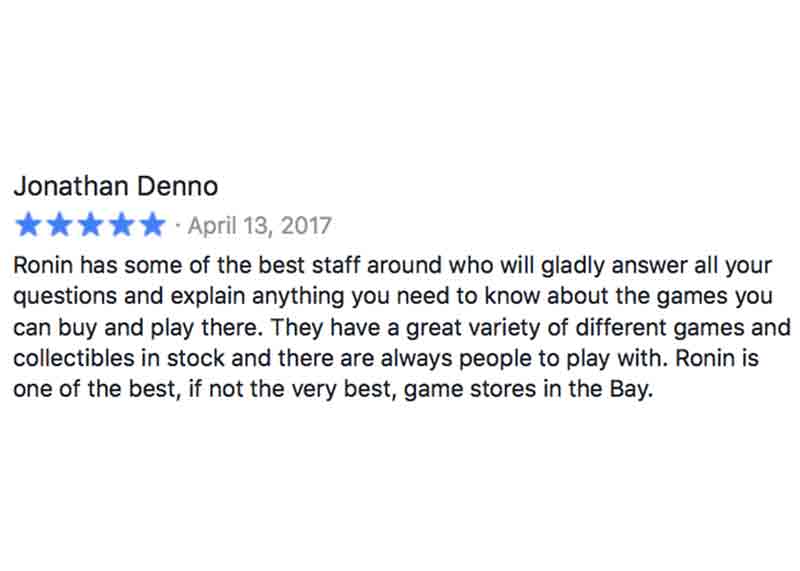 Jonathan Denno
★★★★★ · April 13, 2017
Ronin has some of the best staff around who will gladly answer all your
questions and explain anything you need to know about the games you
can buy and play there. They have a great variety of different games and
collectibles in stock and there are always people to play with. Ronin is
one of the best, if not the very best, game stores in the Bay.